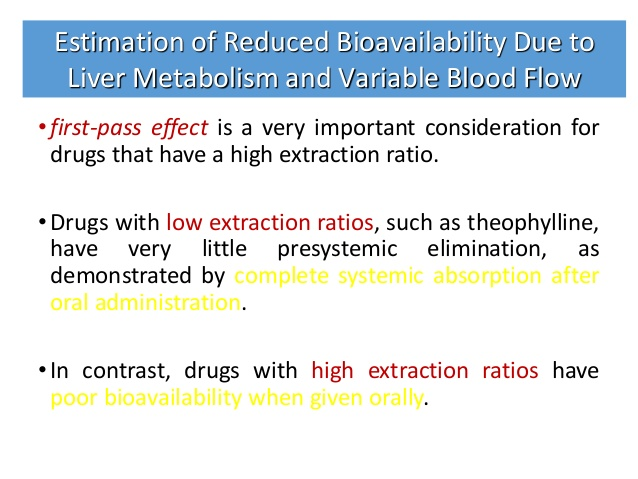 Estimation of Reduced Bioavailability Due to
Liver Metabolism and Variable Blood Flow
•first-pass effect is a very important consideration for
drugs that have a high extraction ratio.
•Drugs with low extraction ratios, such as theophylline,
have very little presystemic elimination, as
demonstrated by complete systemic absorption after
oral administration.
•In contrast, drugs with high extraction ratios have
poor bioavailability when given orally.